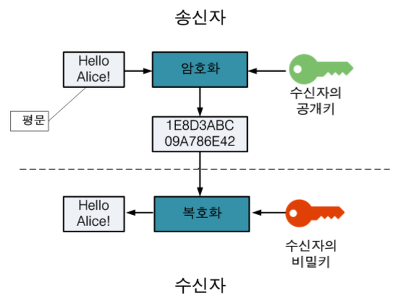 송신자
Hello
Alice!
암호화
수신자의
공개키
평문
1E8D3ABC
09A786E42
Hello
Alice!
복호화
수신자의
비밀키
수신자